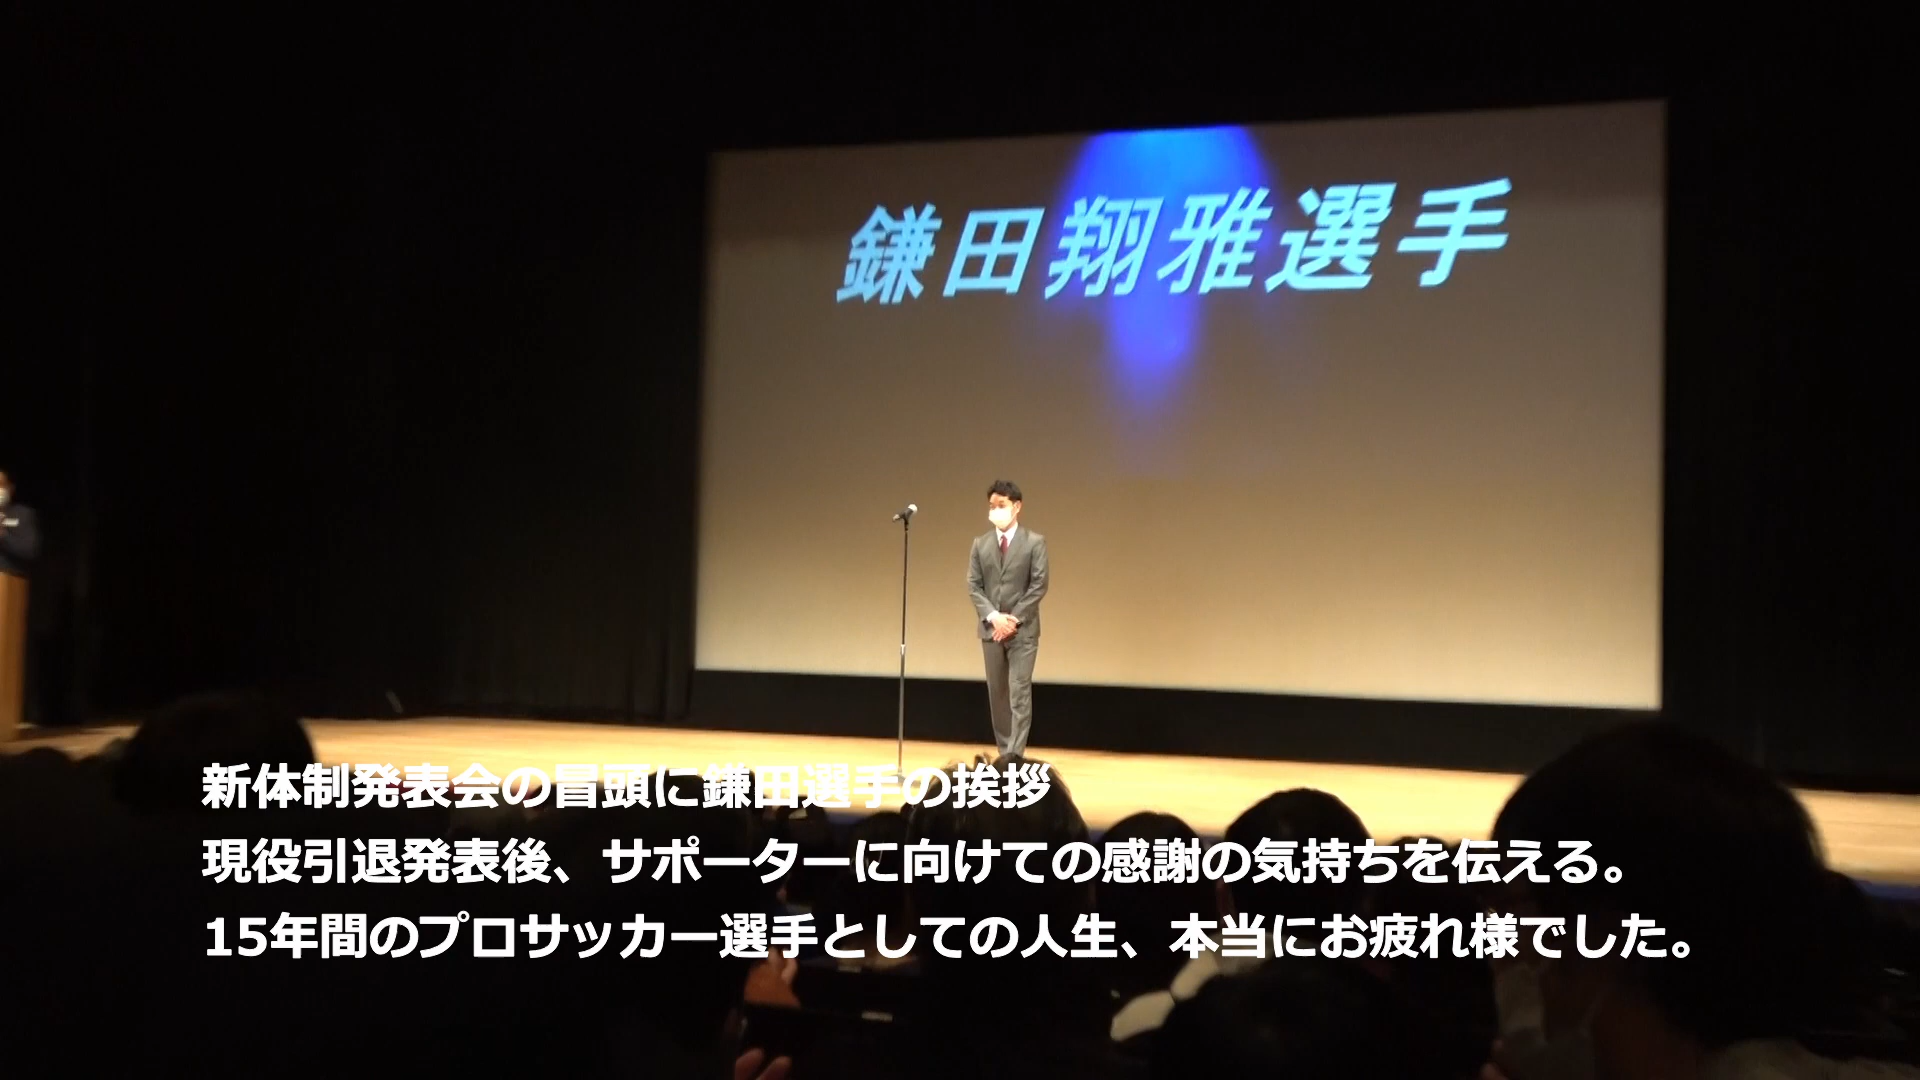 鎌田翔雅選手
新体制発表会の冒頭に鎌田選手の挨拶
現役引退発表後、サポーターに向けての感謝の気持ちを伝える。
15年間のプロサッカー選手としての人生、本当にお疲れ様でした。